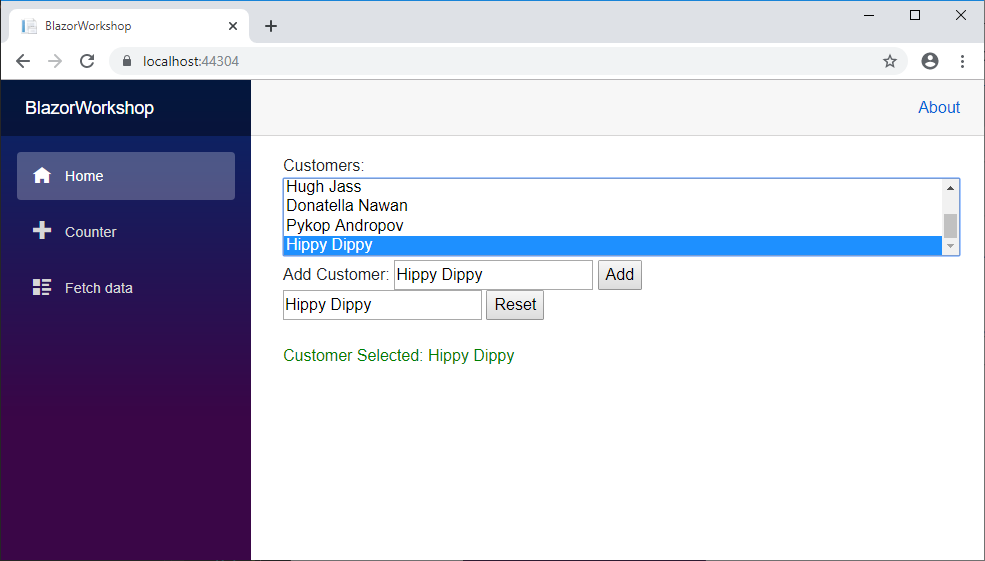 BlazorWorkshop
localhost:44304
BlazorWorkshop
About
Home
Counter
Fetch data
Customers:
Hugh Jass
Donatella Nawan
Pykop Andropov
Hippy Dippy
Add Customer: Hippy Dippy Add
Hippy Dippy Reset
Customer Selected: Hippy Dippy